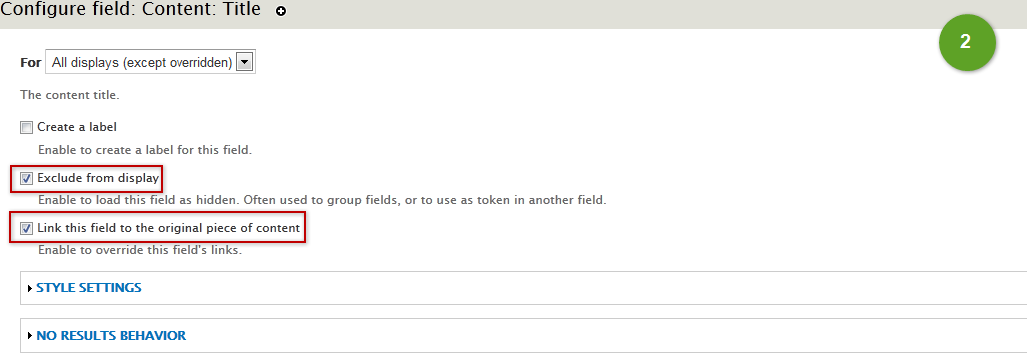 Configure field: Content: Title
2
For All displays (except overridden)
The content title.
Create a label
Enable to create a label for this field.
Exclude from display
Enable to load this field as hidden. Often used to group fields, or to use as token in another field.
Link this field to the original piece of content
Enable to override this field's links.
STYLE SETTINGS
NO RESULTS BEHAVIOR